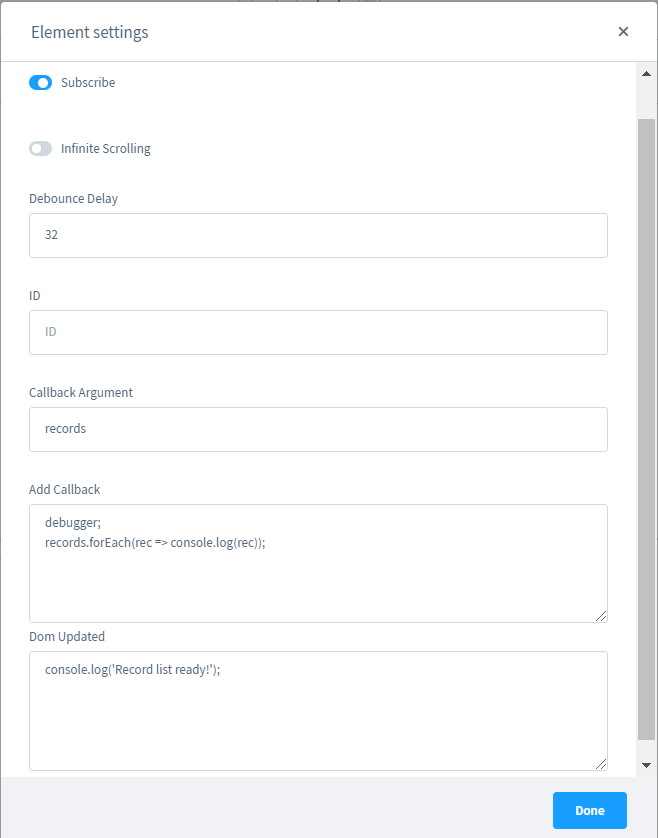 Element settings
Subscribe
Infinite Scrolling
Debounce Delay
32
ID
ID
Callback Argument
records
Add Callback
debugger;
records.forEach(rec => console.log(rec));
Dom Updated
console.log('Record list ready!');
Done